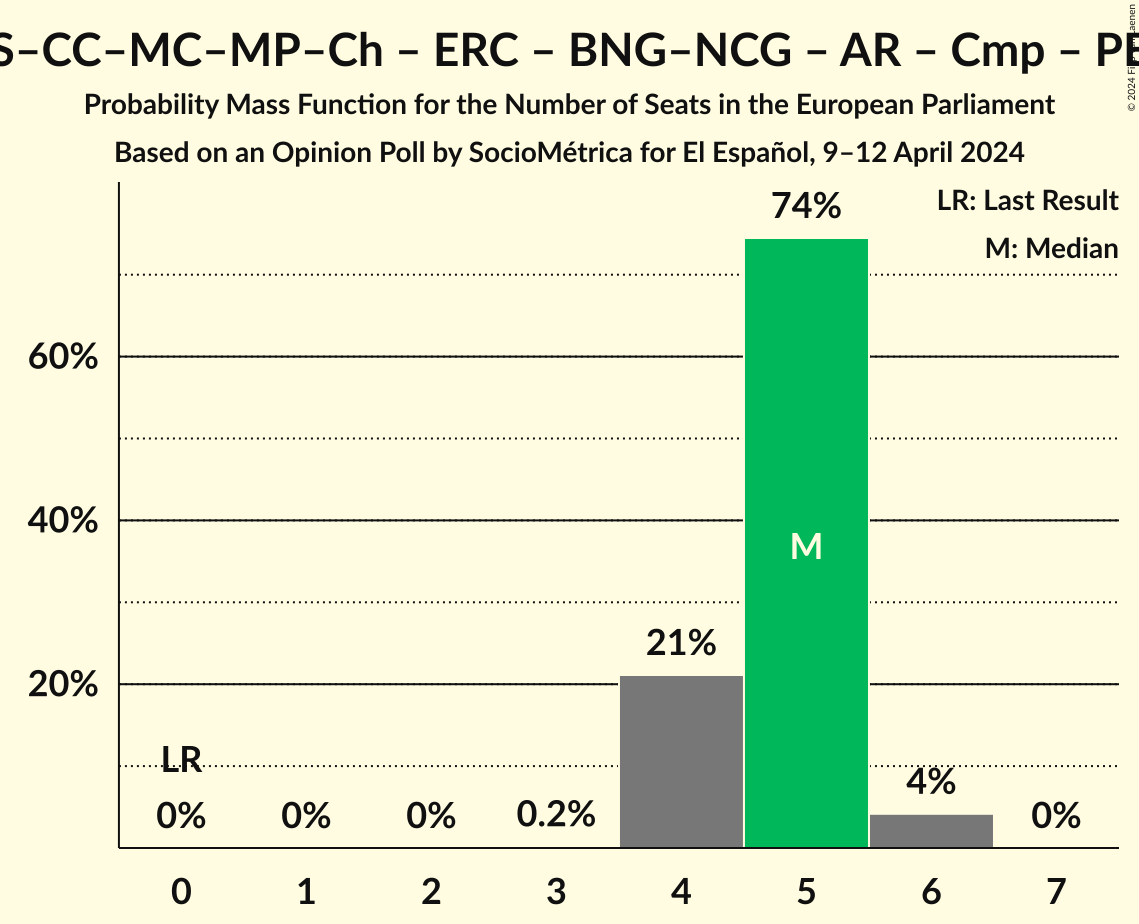 S–CC–MC–MP–Ch – ERC – BNG–NCG – AR – Cmp –
Probability Mass Function for the Number of Seats in the European Parliament
Based on an Opinion Poll by SocioMétrica for El Español, 9–12 April 2024
LR: Last Result
M: Median
74%
60%
40%
M
21%
20%
LR
4%
0% 0% 0% 0.2% 0%
0 1 2 3 4 5 6 7
© 2024